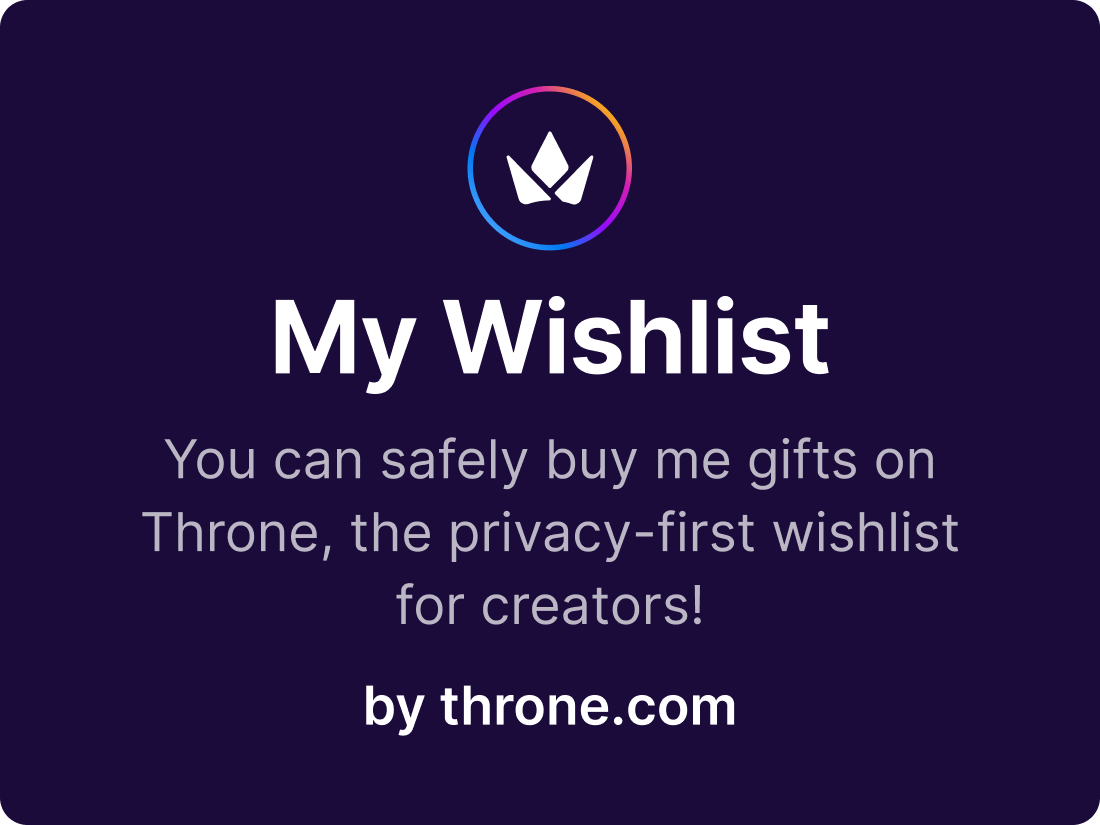 My Wishlist
You can safely buy me gifts on
Throne, the privacy-first wishlist
for creators!
by throne.com